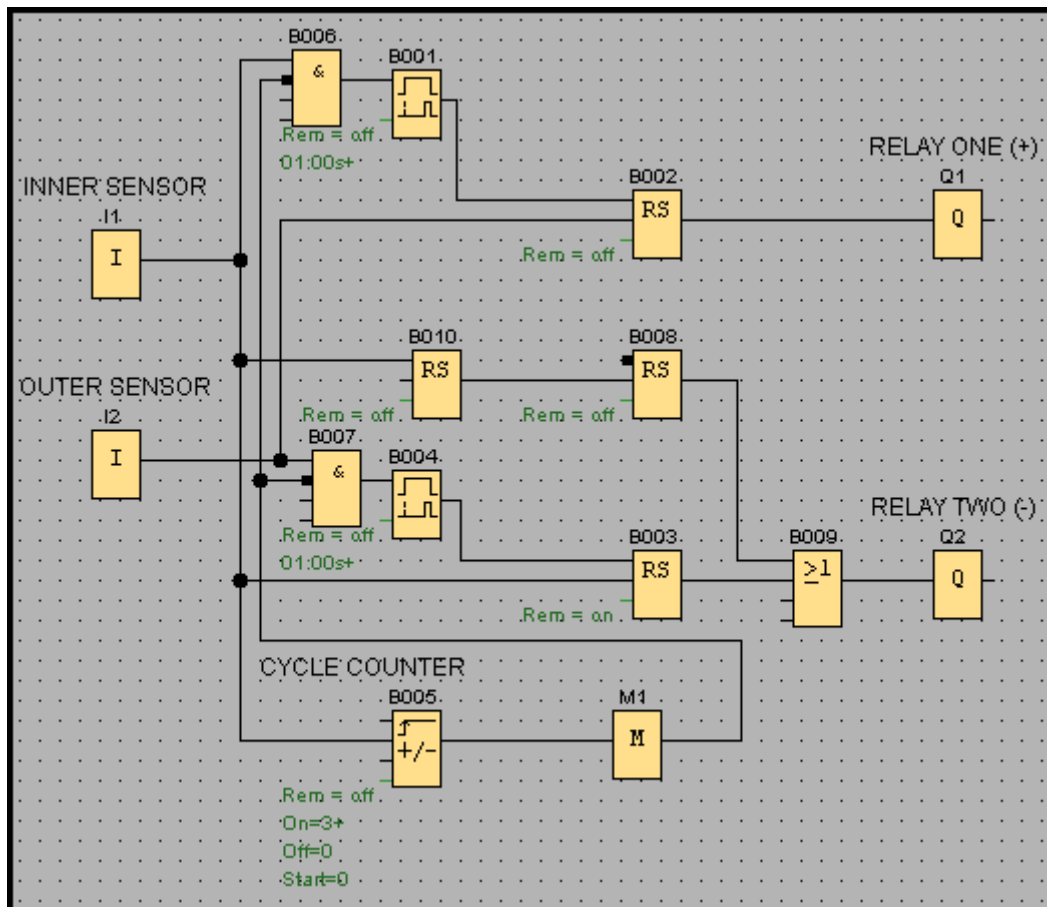 B006
&
B001
Rem = off
01:00s+
RELAY ONE (+)
INNER SENSOR
B002
Q1
I1
RS
Q
I
Rem = off
B010
B008
RS
RS
OUTER SENSOR
I2
Rem = off
Rem = off
B007
I
&
B004
RELAY TWO (-)
Rem = off
B003
B009
Q2
01:00s+
RS
≥1
Q
Rem = on
CYCLE COUNTER
B005
M1
+/-
M
Rem = off
On=3+
Off=0
Start=0